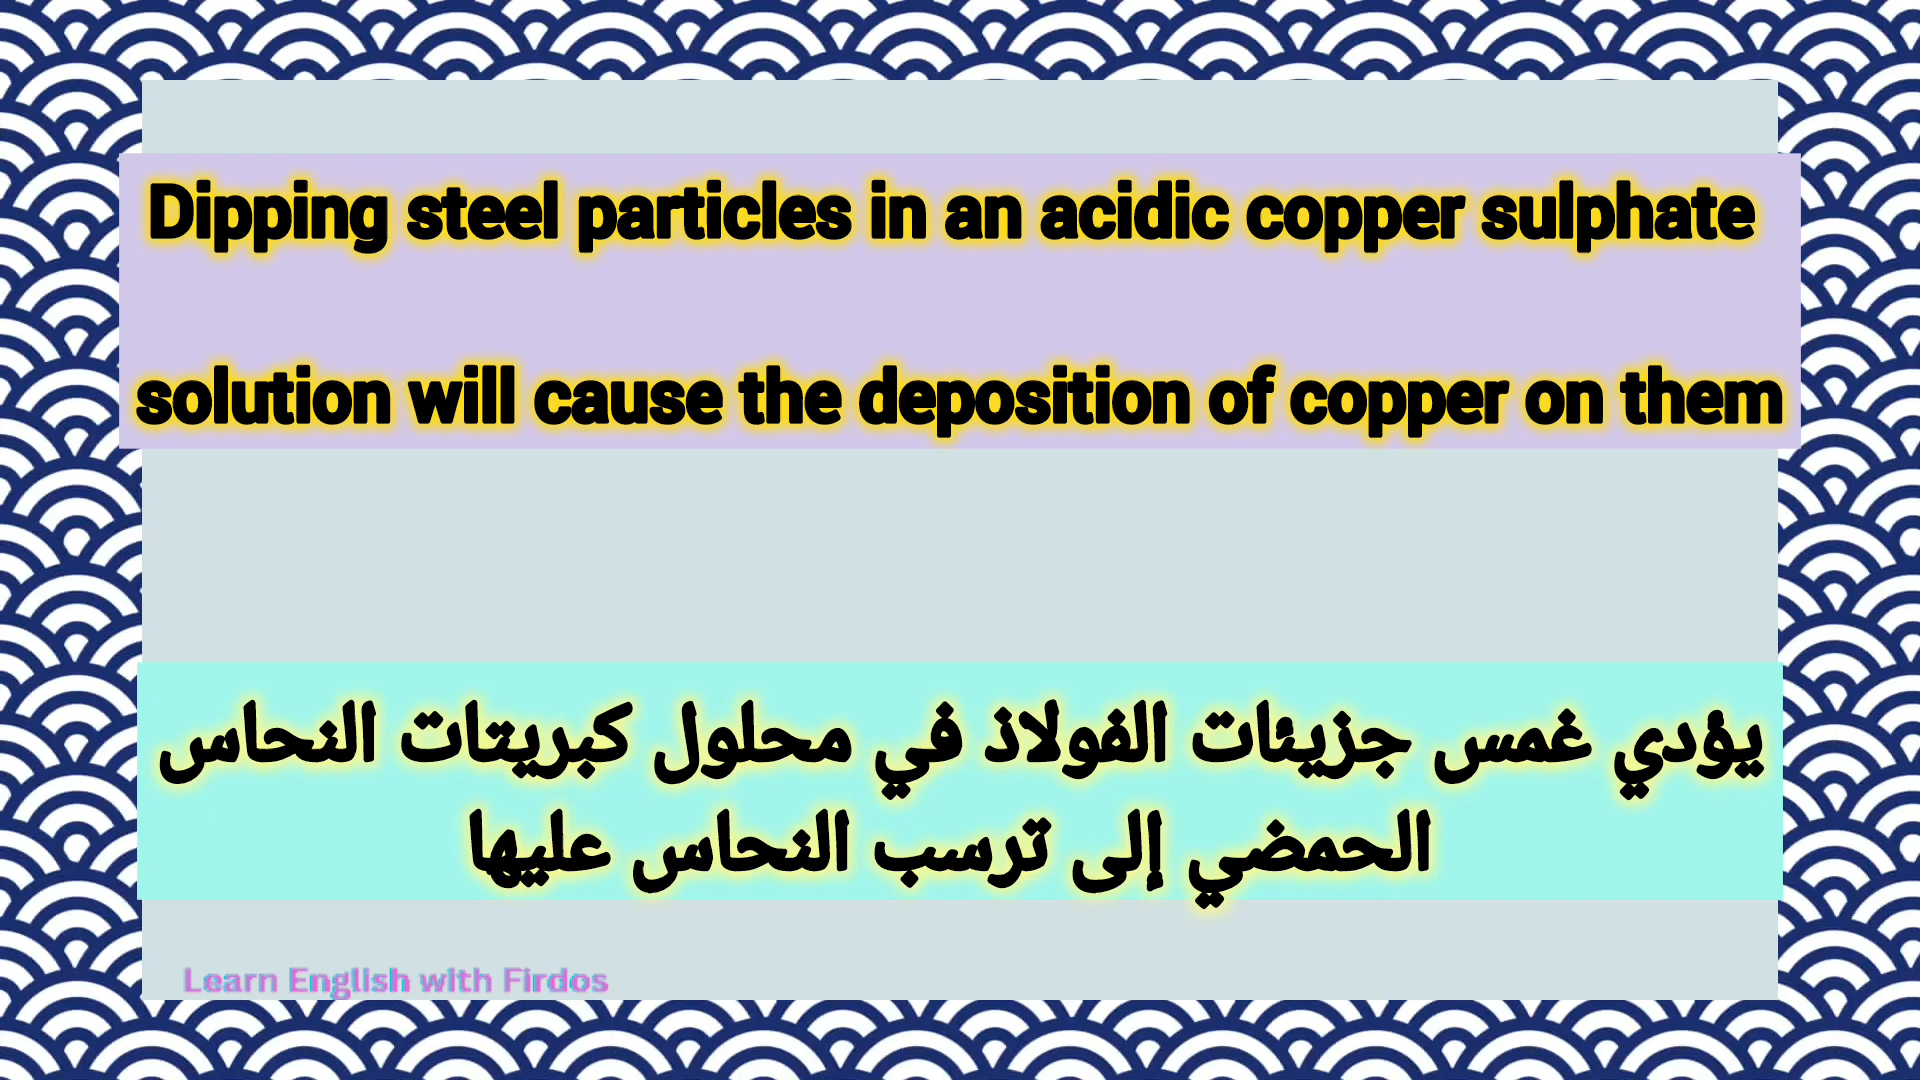 Dipping steel particles in an acidic copper sulphate
solution will cause the deposition of copper on them
يؤدي غمس جزيئات الفولاذ في محلول كبريتات النحاس
الحمضي إلى ترسب النحاس عليها
Learn English with Firdos